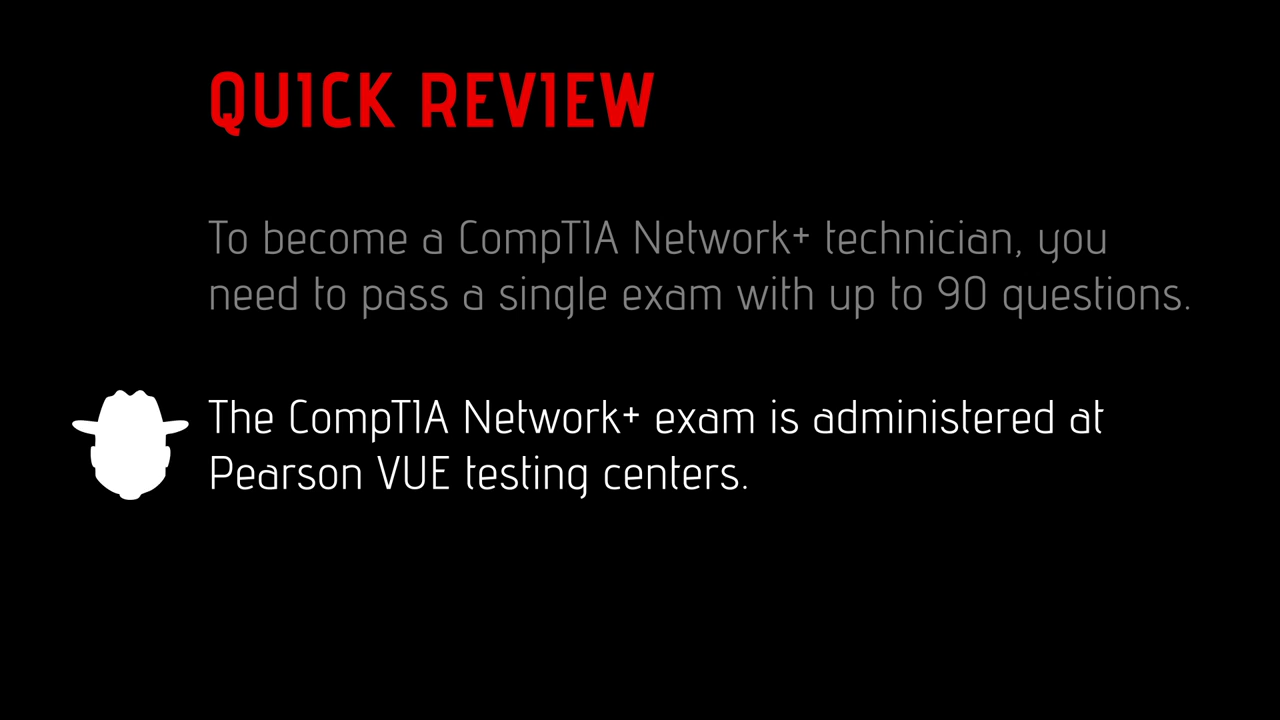 QUICK REVIEW
To become a CompTIA Network+ technician, you
need to pass a single exam with up to 90 questions.
The CompTIA Network+ exam is administered at
Pearson VUE testing centers.